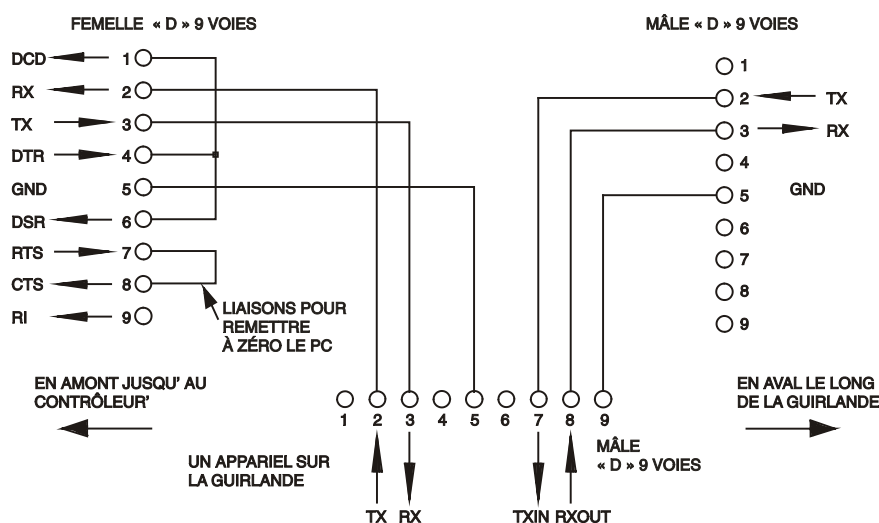 FEMELLE « D » 9 VOIES
MÂLE « D » 9 VOIES
DCD 1
RX 2
TX 3
DTR 4
GND 5
DSR 6
RTS 7
CTS 8
RI 9
1
2 TX
3 RX
4
5 GND
6
7
8
9
LIAISONS POUR
REMETTRE
À ZÉRO LE PC
EN AMONT JUSQU' AU
CONTRÔLEUR'
EN AVAL LE LONG
DE LA GUIRLANDE
1 2 3 4 5 6 7 8 9
MÂLE
« D » 9 VOIES
UN APPARIEL SUR
LA GUIRLANDE
TX RX TXIN RXOUT